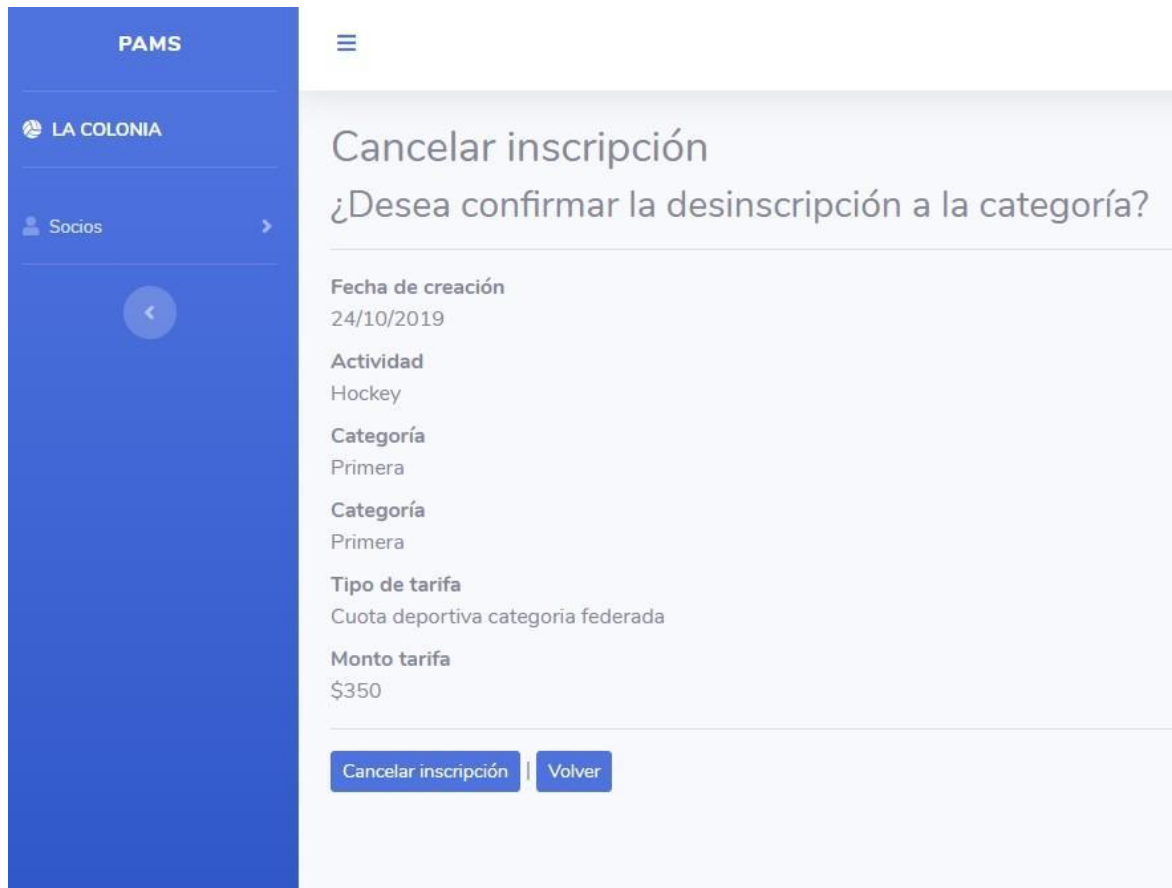 PAMS
LA COLONIA
Socios
Cancelar inscripción
¿Desea confirmar la desinscripción a la categoría?
Fecha de creación
24/10/2019
Actividad
Hockey
Categoría
Primera
Categoría
Primera
Tipo de tarifa
Cuota deportiva categoria federada
Monto tarifa
$350
Cancelar inscripción | Volver